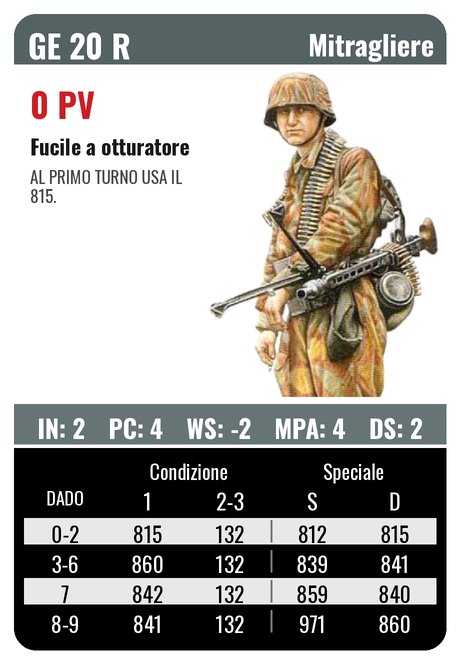 GE 20 R Mitragliere
0 PV
Fucile a otturatore
AL PRIMO TURNO USA IL
815.
IN: 2 PC: 4 WS: -2 MPA: 4 DS: 2
Condizione Speciale
DADO 1 2-3 S D
0-2 815 132 812 815
3-6 860 132 839 841
7 842 132 859 840
8-9 841 132 971 860